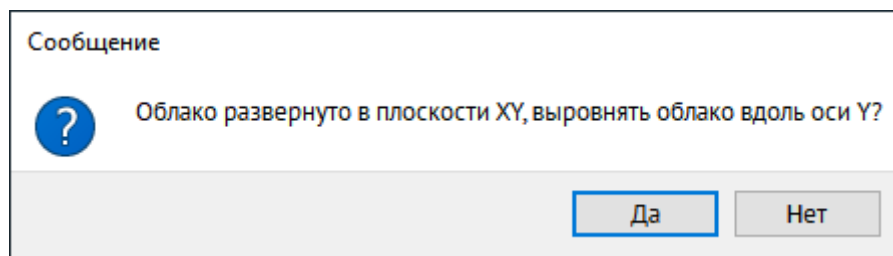 Сообщение
Облако развернуто в плоскости XY, выровнять облако вдоль оси Y?
Да Нет